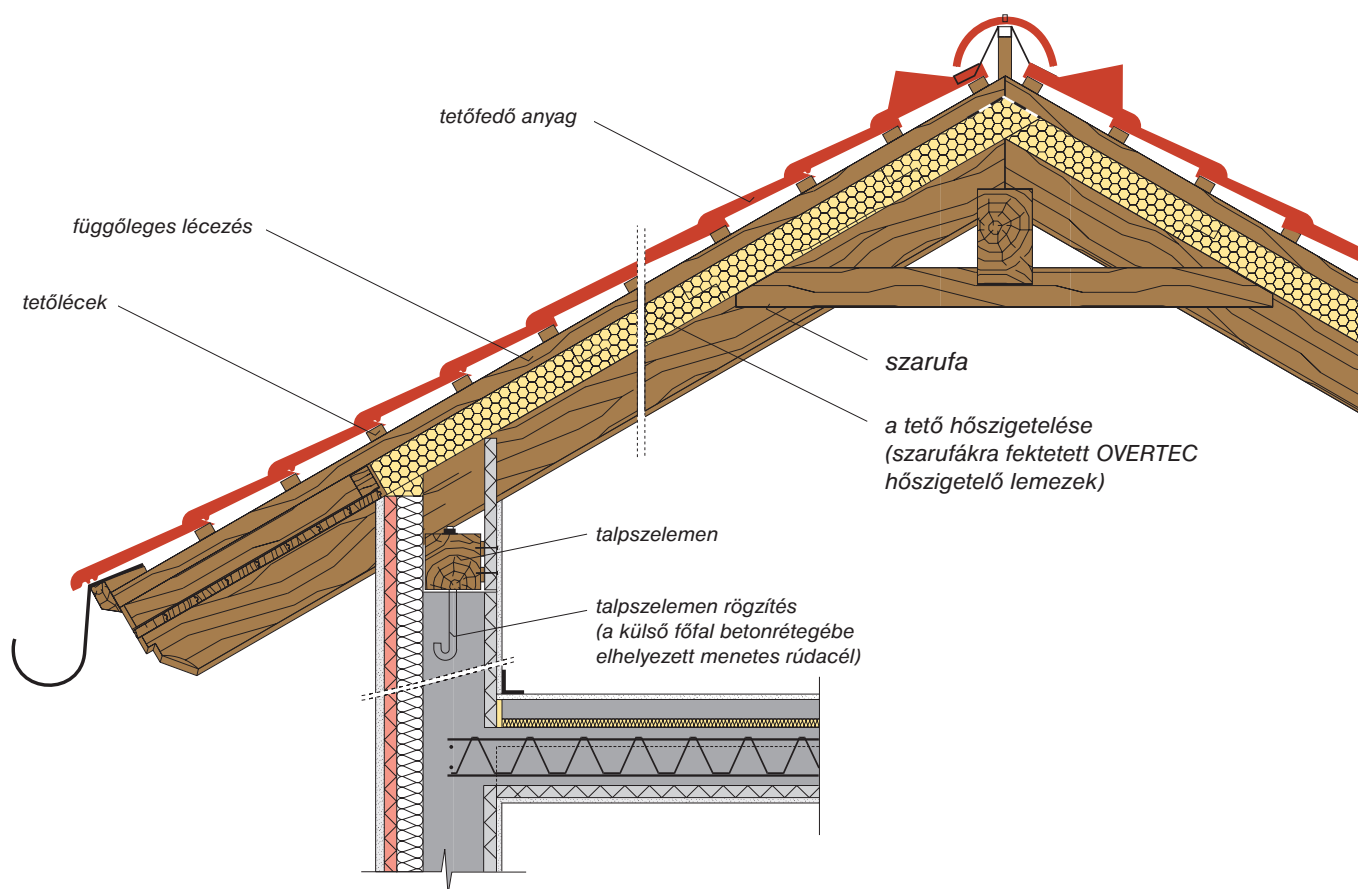 tetőfedő anyag
függőleges lécezés
tetőlécek
szarufa
a tető hőszigetelése
(szarufákra fektetett OVERTEC
hőszigetelő lemezek)
talpszelemen
talpszelemen rögzítés
(a külső főfal betonrétegébe
elhelyezett menetes rúdacél)